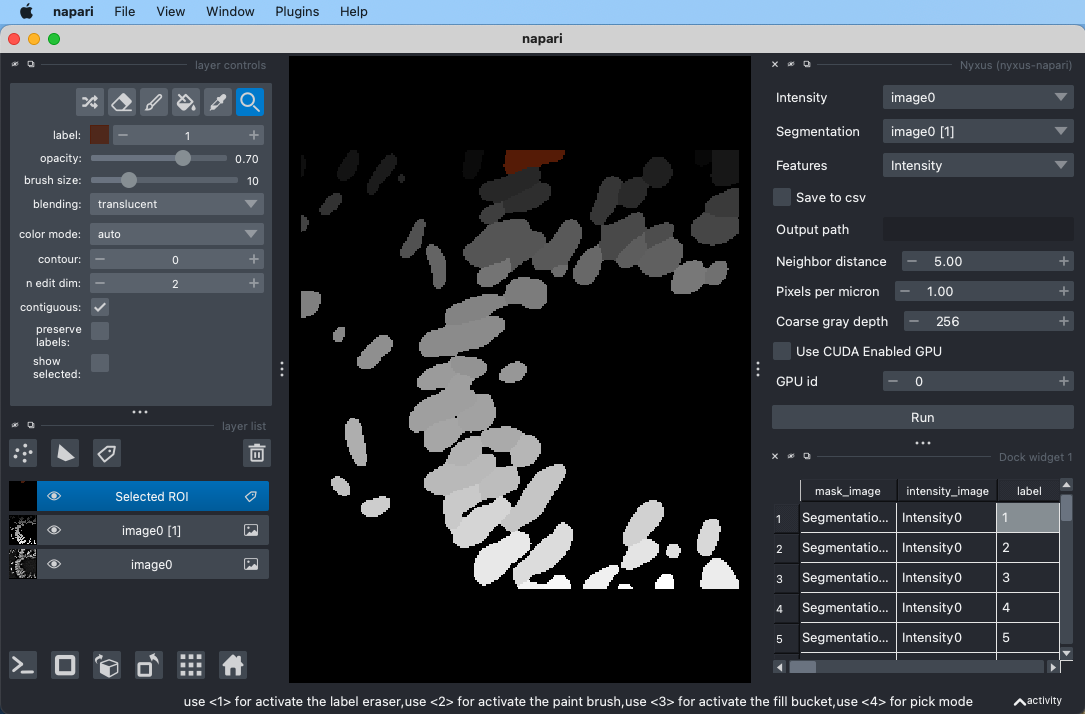 napari File View Window Plugins Help
napari
layer controls
label: 1
opacity: 0.70
brush size: 10
blending: translucent
color mode: auto
contour: 0
n edit dim: 2
contiguous:
preserve
labels:
show
selected:
layer list
Selected ROI
image0 [1]
image0
Nyxus (nyxus-napari)
Intensity image0
Segmentation image0 [1]
Features Intensity
Save to csv
Output path
Neighbor distance 5.00
Pixels per micron 1.00
Coarse gray depth 256
Use CUDA Enabled GPU
GPU id 0
Run
Dock widget 1
mask_image intensity_image label
1 Segmentatio... Intensity0 1
2 Segmentatio... Intensity0 2
3 Segmentatio... Intensity0 3
4 Segmentatio... Intensity0 4
5 Segmentatio... Intensity0 5
use <1> for activate the label eraser,use <2> for activate the paint brush,use <3> for activate the fill bucket,use <4> for pick mode
activity